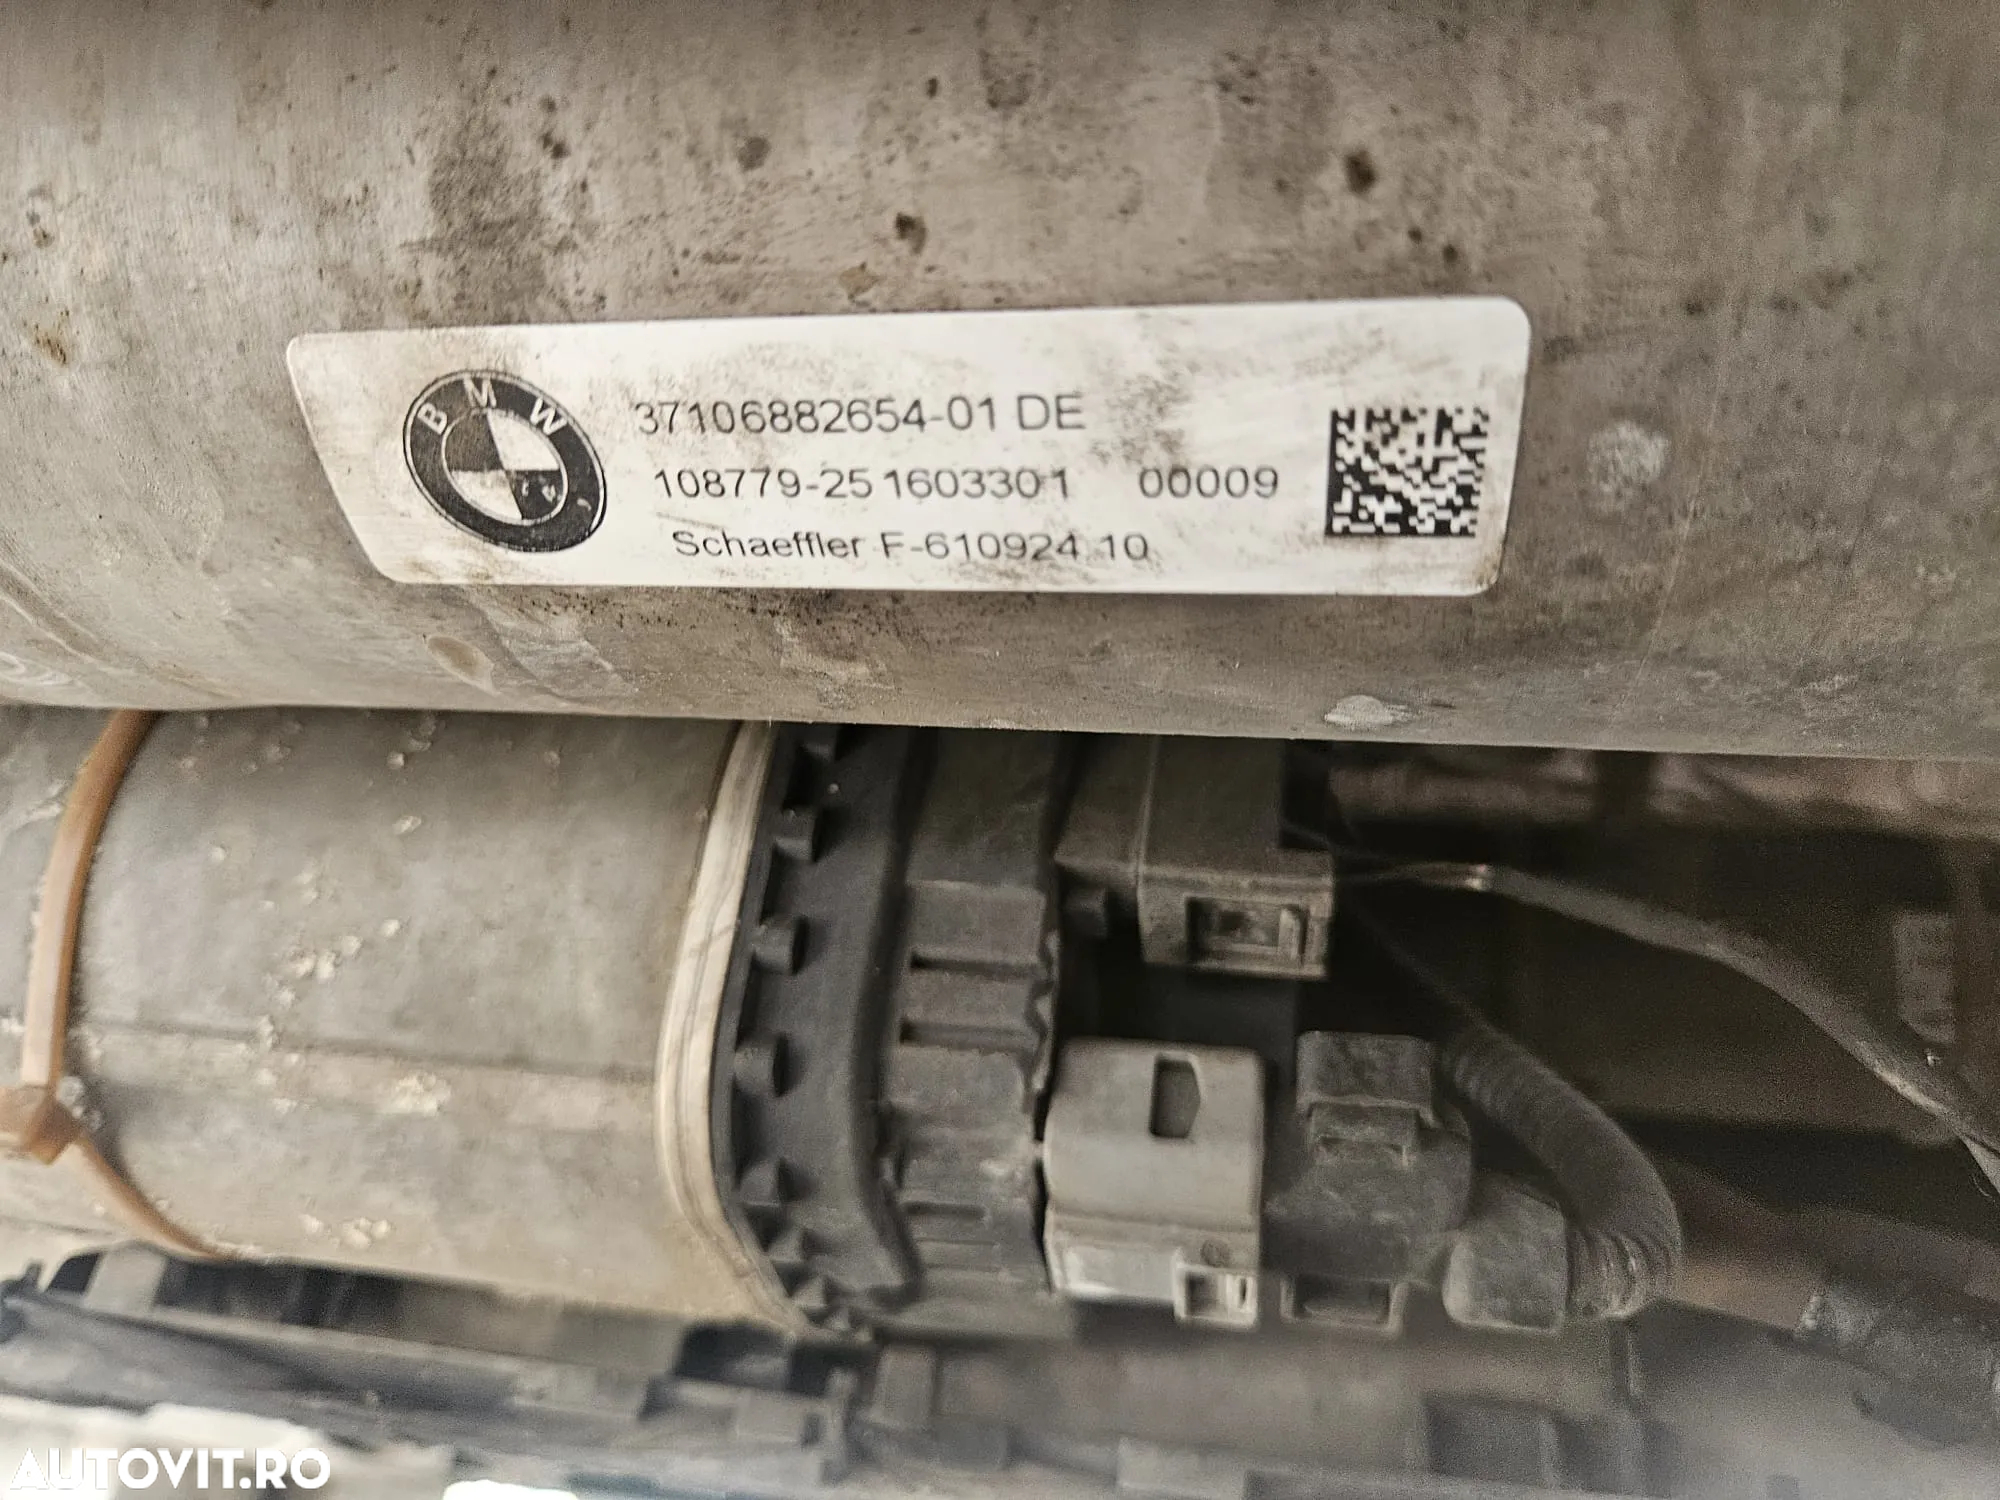 BMW
37106882654-01 DE
108779-25 1603301 00009
Schaeffler F-610924.10
AUTOVIT.RO